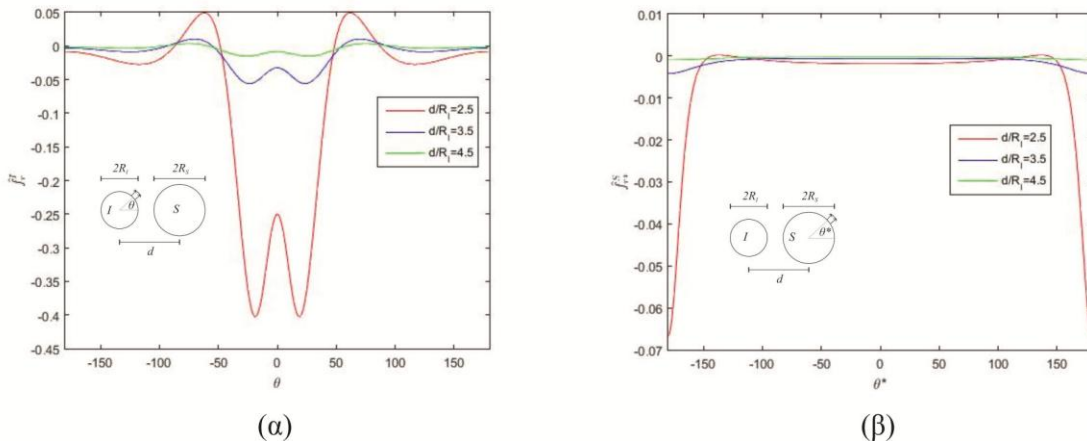 0.05
0
-0.05
-0.1
-0.15
-0.2
-0.25
-0.3
-0.35
-0.4
-0.45
-150 -100 -50 0 50 100 150
θ
d/R_I=2.5
d/R_I=3.5
d/R_I=4.5
2R_I 2R_S
I θ S
d
(α)
0.01
0
-0.01
-0.02
-0.03
-0.04
-0.05
-0.06
-0.07
-150 -100 -50 0 50 100 150
θ*
d/R_I=2.5
d/R_I=3.5
d/R_I=4.5
2R_I 2R_S
I S θ*
d
(β)